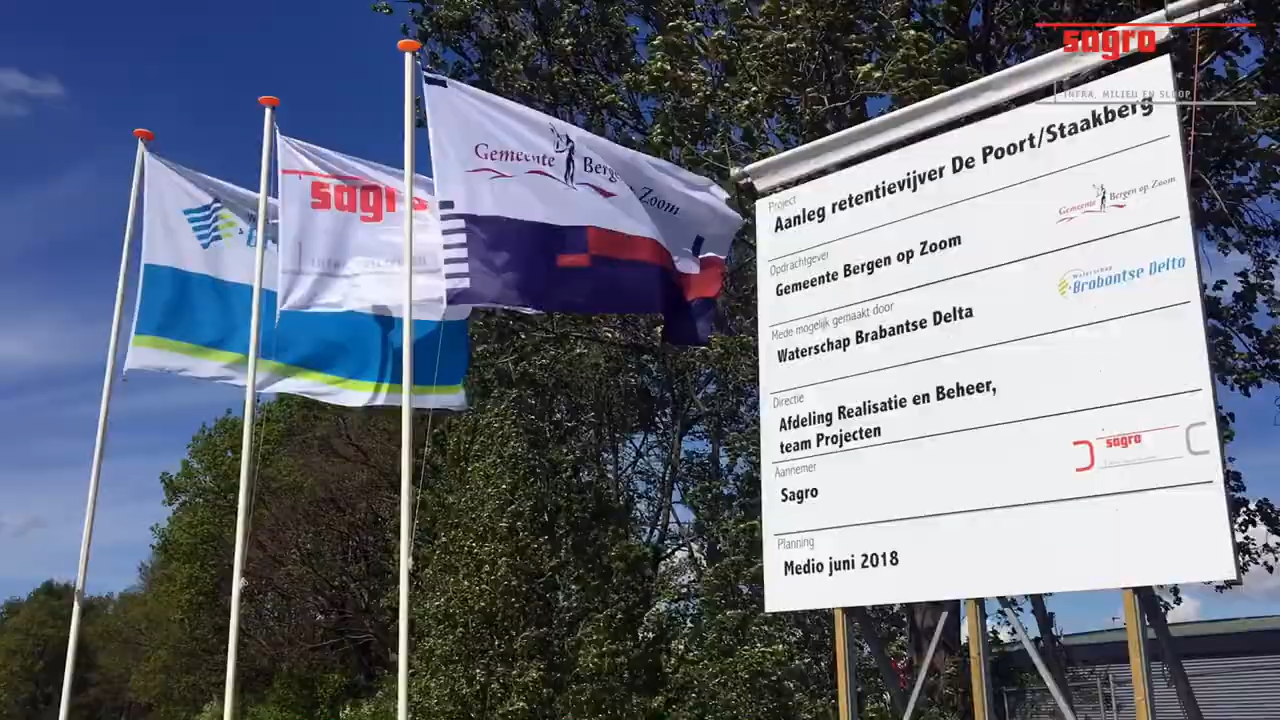 sagro
INFRA, MILIEU EN SLOOP
Gemeente Bergen op Zoom
sagro
Project
Aanleg retentievijver De Poort/Staakberg
Opdrachtgever
Gemeente Bergen op Zoom
Gemeente Bergen op Zoom
Mede mogelijk gemaakt door
Waterschap Brabantse Delta
Waterschap
Brabantse Delta
Directie
Afdeling Realisatie en Beheer,
team Projecten
Aannemer
Sagro
sagro
Planning
Medio juni 2018